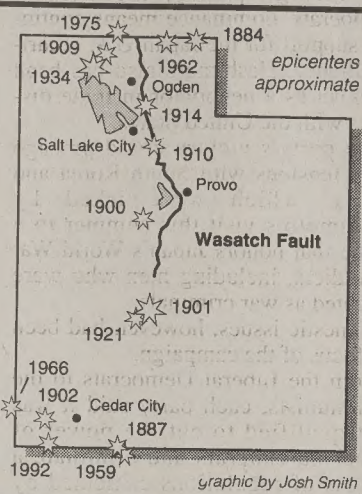 1975
1884
1909
1934
1962
Ogden
epicenters
approximate
1914
Salt Lake City
1910
Provo
1900
Wasatch Fault
1901
1921
1966
1902
Cedar City
1887
1992
1959
graphic by Josh Smith